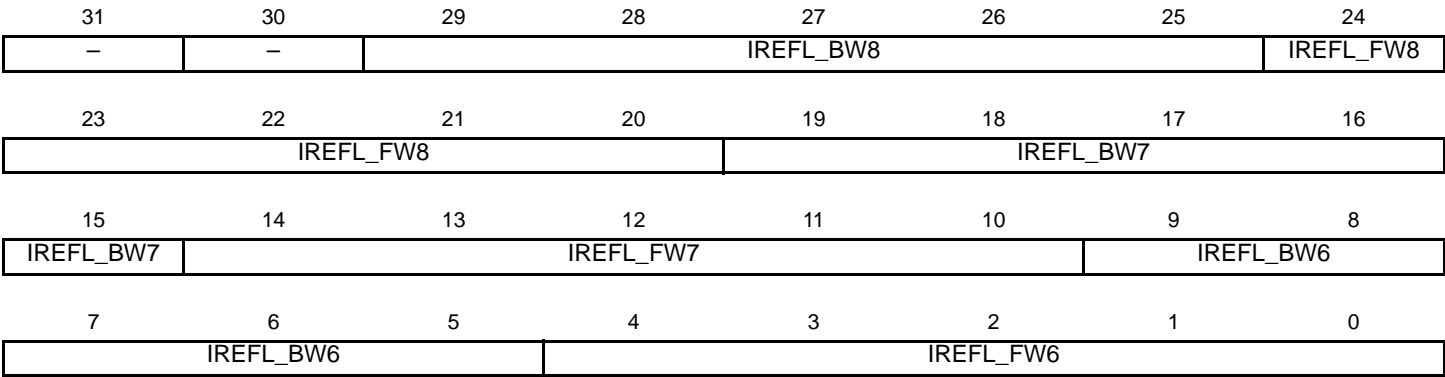 31 30 29 28 27 26 25 24
– – IREFL_BW8 IREFL_FW8
23 22 21 20 19 18 17 16
IREFL_FW8 IREFL_BW7
15 14 13 12 11 10 9 8
IREFL_BW7 IREFL_FW7 IREFL_BW6
7 6 5 4 3 2 1 0
IREFL_BW6 IREFL_FW6